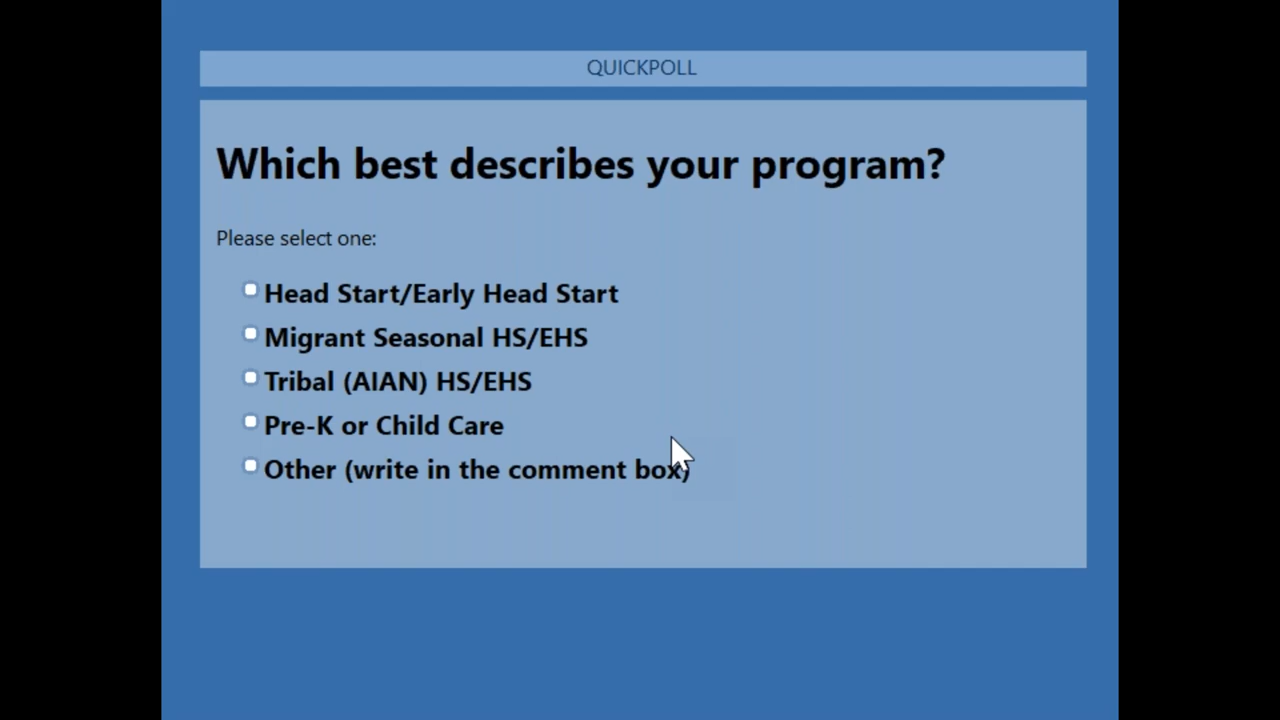 QUICKPOLL
Which best describes your program?
Please select one:
Head Start/Early Head Start
Migrant Seasonal HS/EHS
Tribal (AIAN) HS/EHS
Pre-K or Child Care
Other (write in the comment box)